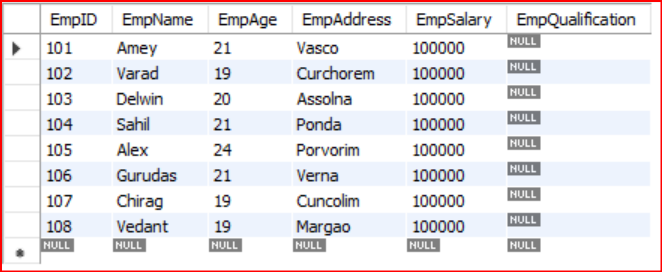 EmpID EmpName EmpAge EmpAddress EmpSalary EmpQualification
101 Amey 21 Vasco 100000 NULL
102 Varad 19 Curchorem 100000 NULL
103 Delwin 20 Assolna 100000 NULL
104 Sahil 21 Ponda 100000 NULL
105 Alex 24 Porvorim 100000 NULL
106 Gurudas 21 Verna 100000 NULL
107 Chirag 19 Cuncolim 100000 NULL
108 Vedant 19 Margao 100000 NULL
NULL NULL NULL NULL NULL NULL